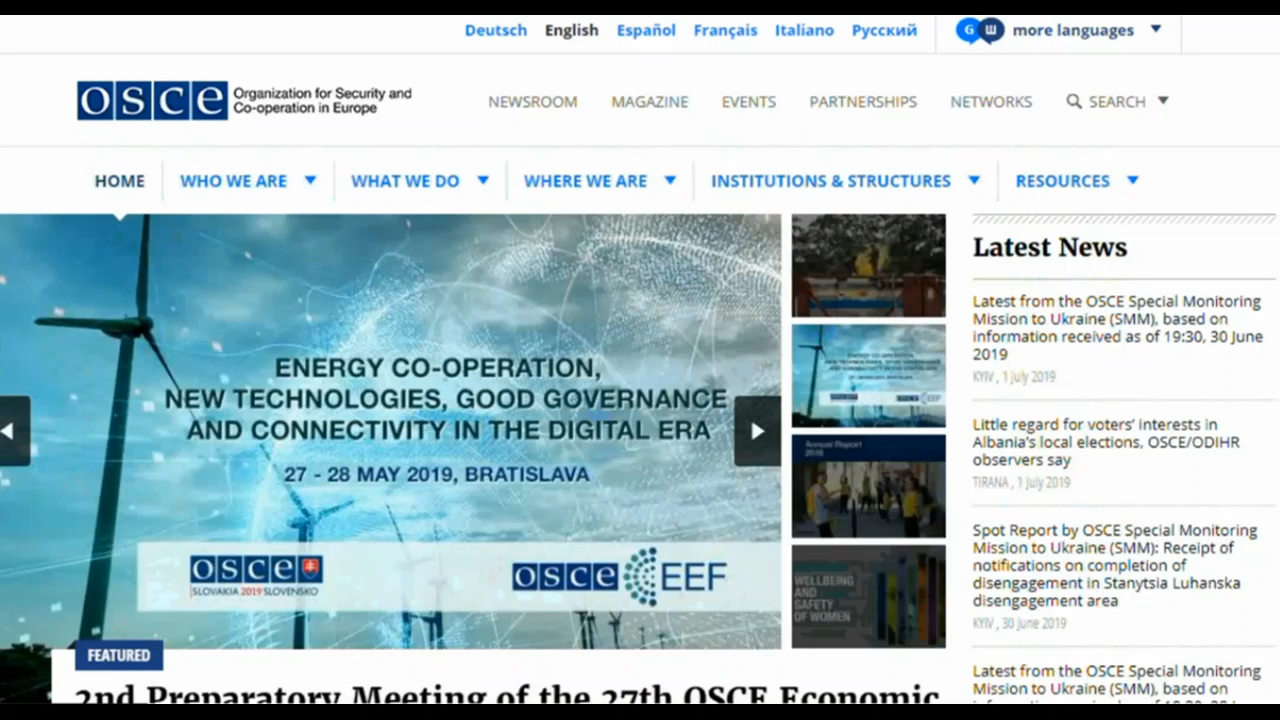 Deutsch English Español Français Italiano Русский more languages
OSCE Organization for Security and
Co-operation in Europe
NEWSROOM MAGAZINE EVENTS PARTNERSHIPS NETWORKS SEARCH
HOME WHO WE ARE WHAT WE DO WHERE WE ARE INSTITUTIONS & STRUCTURES RESOURCES
ENERGY CO-OPERATION,
NEW TECHNOLOGIES, GOOD GOVERNANCE
AND CONNECTIVITY IN THE DIGITAL ERA
27 - 28 MAY 2019, BRATISLAVA
OSCE
SLOVAKIA 2019 SLOVENSKO
OSCE EEF
FEATURED
2nd Preparatory Meeting of the 27th OSCE Economic
Annual Report
2018
WELLBEING
AND
SAFETY
OF WOMEN
Latest News
Latest from the OSCE Special Monitoring
Mission to Ukraine (SMM), based on
information received as of 19:30, 30 June
2019
KYIV , 1 July 2019
Little regard for voters’ interests in
Albania’s local elections, OSCE/ODIHR
observers say
TIRANA , 1 July 2019
Spot Report by OSCE Special Monitoring
Mission to Ukraine (SMM): Receipt of
notifications on completion of
disengagement in Stanytsia Luhanska
disengagement area
KYIV , 30 June 2019
Latest from the OSCE Special Monitoring
Mission to Ukraine (SMM), based on